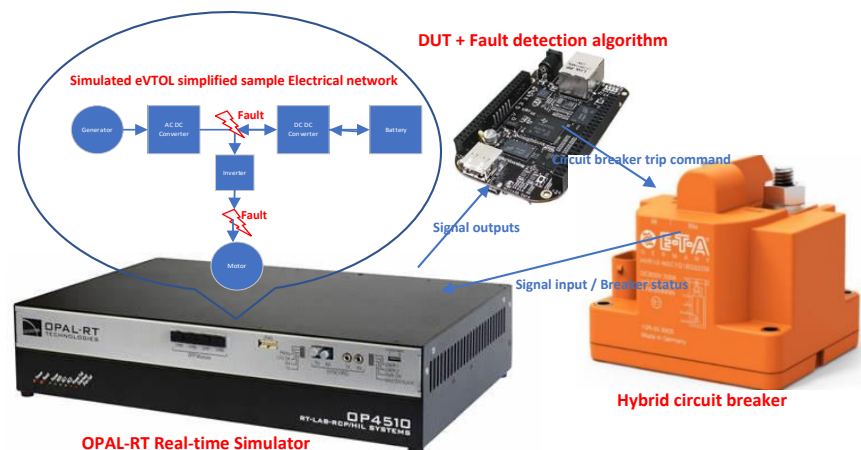 DUT + Fault detection algorithm
Simulated eVTOL simplified sample Electrical network
Fault
Generator
AC DC
Converter
DC DC
Converter
Battery
Inverter
Fault
Motor
Circuit breaker trip command
Signal outputs
Signal input / Breaker status
E-T-A
GERMANY
Made in Germany
Hybrid circuit breaker
OPAL-RT
TECHNOLOGIES
OP4510
RT-LAB-RCP/HIL SYSTEMS
OPAL-RT Real-time Simulator